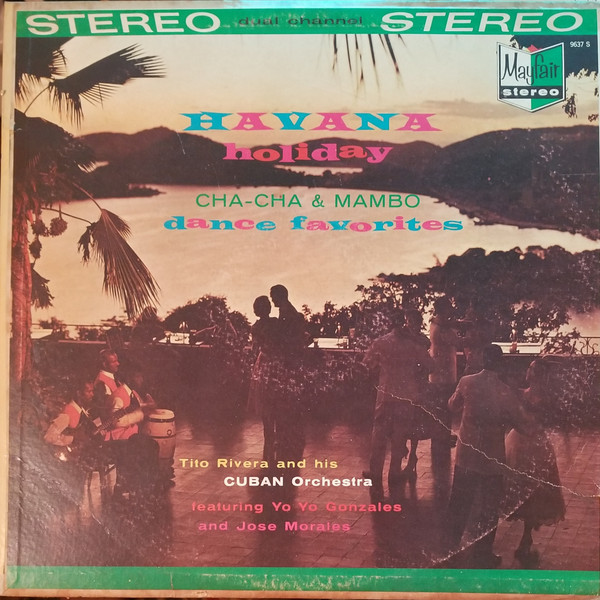 STEREO dual channel STEREO
9637 S
Mayfair
stereo
HAVANA
holiday
CHA-CHA & MAMBO
dance favorites
Tito Rivera and his
CUBAN Orchestra
featuring Yo Yo Gonzales
and Jose Morales